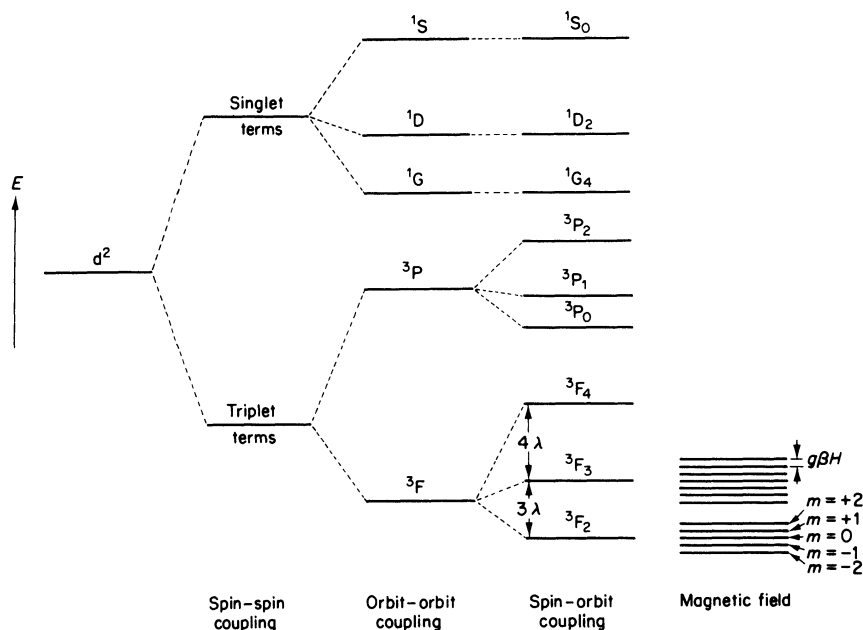 ¹S
¹S₀
Singlet
terms
¹D
¹D₂
¹G
¹G₄
E
³P₂
d²
³P
³P₁
³P₀
³F₄
Triplet
terms
4 λ
gβH
³F₃
³F
m = +2
3 λ
m = +1
³F₂
m = 0
m = −1
m = −2
Spin–spin
coupling
Orbit–orbit
coupling
Spin–orbit
coupling
Magnetic field